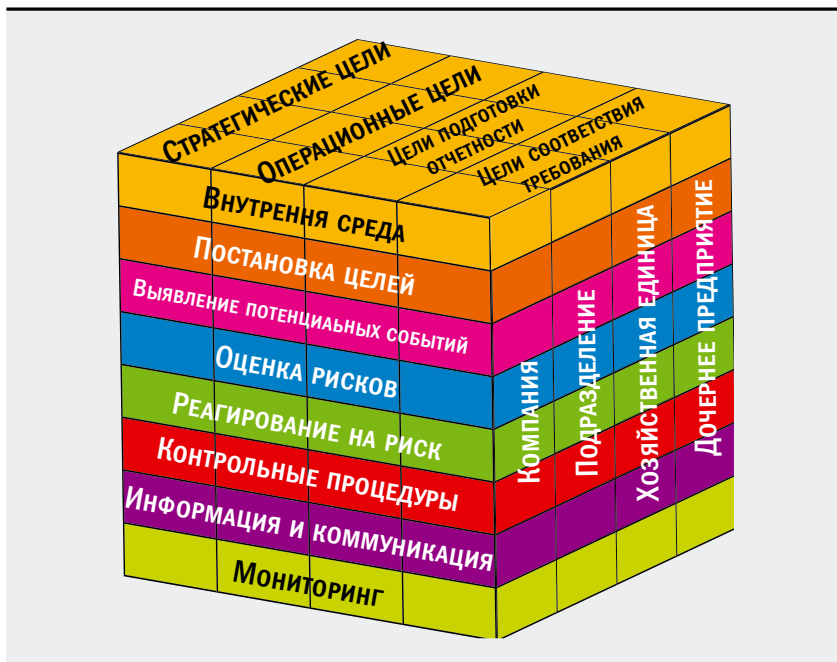 Стратегические цели
Операционные цели
Цели подготовки
отчетности
Цели соответствия
требования
Внутрення среда
Постановка целей
Выявление потенциаьных событий
Оценка рисков
Реагирование на риск
Контрольные процедуры
Информация и коммуникация
Мониторинг
Компания
Подразделение
Хозяйственная единица
Дочернее предприятие